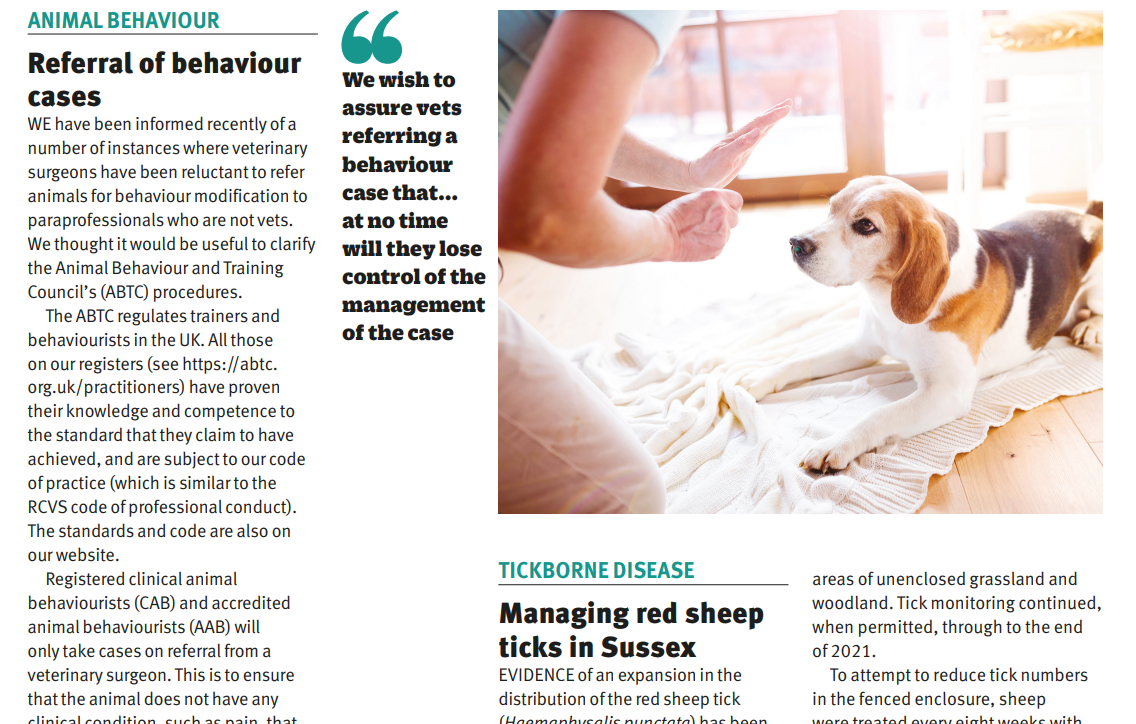 ANIMAL BEHAVIOUR
Referral of behaviour
cases
WE have been informed recently of a
number of instances where veterinary
surgeons have been reluctant to refer
animals for behaviour modification to
paraprofessionals who are not vets.
We thought it would be useful to clarify
the Animal Behaviour and Training
Council's (ABTC) procedures.
The ABTC regulates trainers and
behaviourists in the UK. All those
on our registers (see https://abtc.
org.uk/practitioners) have proven
their knowledge and competence to
the standard that they claim to have
achieved, and are subject to our code
of practice (which is similar to the
RCVS code of professional conduct).
The standards and code are also on
our website.
Registered clinical animal
behaviourists (CAB) and accredited
animal behaviourists (AAB) will
only take cases on referral from a
veterinary surgeon. This is to ensure
that the animal does not have any
clinical condition, such as pain, that
“
We wish to
assure vets
referring a
behaviour
case that...
at no time
will they lose
control of the
management
of the case
TICKBORNE DISEASE
Managing red sheep
ticks in Sussex
EVIDENCE of an expansion in the
distribution of the red sheep tick
(Haemaphysalis punctata) has been
areas of unenclosed grassland and
woodland. Tick monitoring continued,
when permitted, through to the end
of 2021.
To attempt to reduce tick numbers
in the fenced enclosure, sheep
were treated every eight weeks with